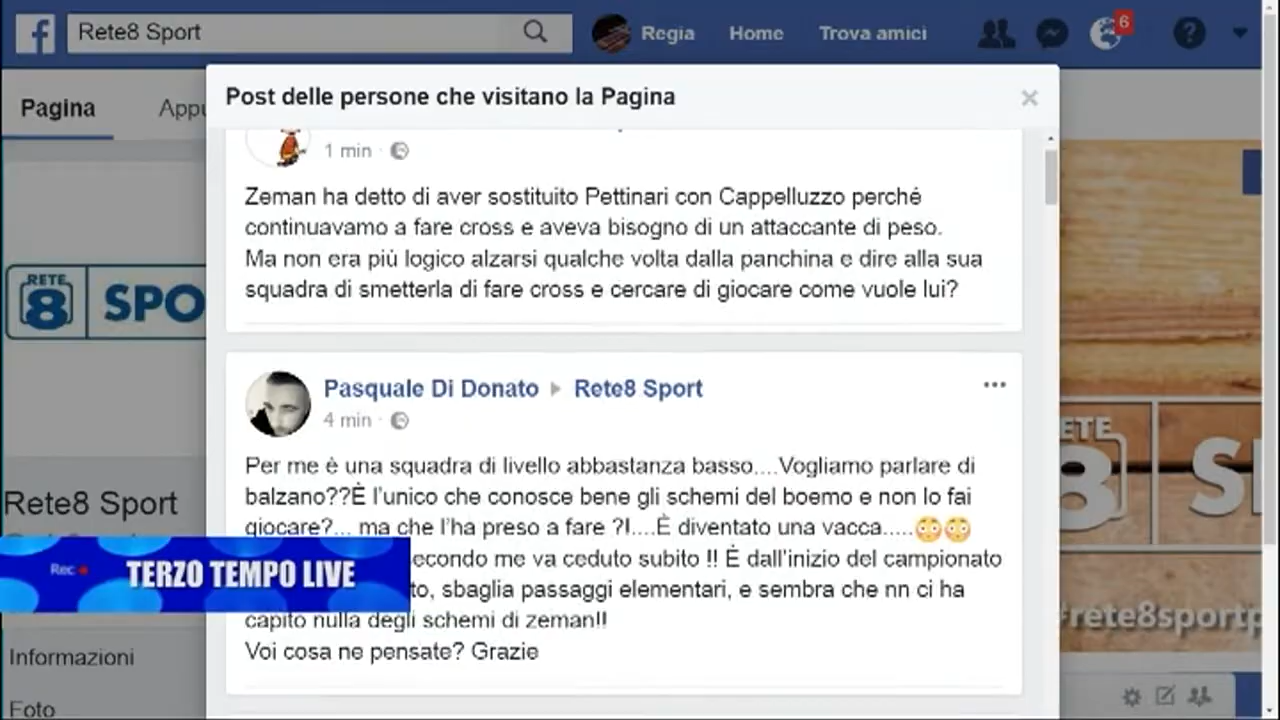 Rete8 Sport
Regia
Home
Trova amici
6
?
Pagina
Appu
Post delle persone che visitano la Pagina
1 min
Zeman ha detto di aver sostituito Pettinari con Cappelluzzo perché
continuavamo a fare cross e aveva bisogno di un attaccante di peso.
Ma non era più logico alzarsi qualche volta dalla panchina e dire alla sua
squadra di smetterla di fare cross e cercare di giocare come vuole lui?
RETE 8 SPO
Pasquale Di Donato Rete8 Sport
4 min
Per me è una squadra di livello abbastanza basso....Vogliamo parlare di
balzano??È l'unico che conosce bene gli schemi del boemo e non lo fai
giocare?... ma che l'ha preso a fare ?!....È diventato una vacca.....😳😳
econdo me va ceduto subito !! È dall'inizio del campionato
to, sbaglia passaggi elementari, e sembra che nn ci ha
capito nulla degli schemi di zeman!!
Voi cosa ne pensate? Grazie
Rete8 Sport
Rec
TERZO TEMPO LIVE
Informazioni
Foto
ETE
8 S
#rete8sportp